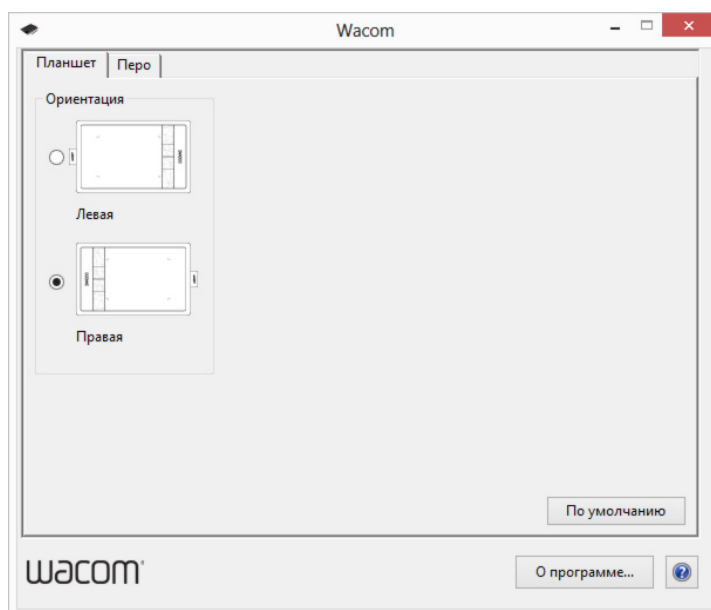 Wacom
Планшет
Перо
Ориентация
Левая
Правая
По умолчанию
wacom
О программе...